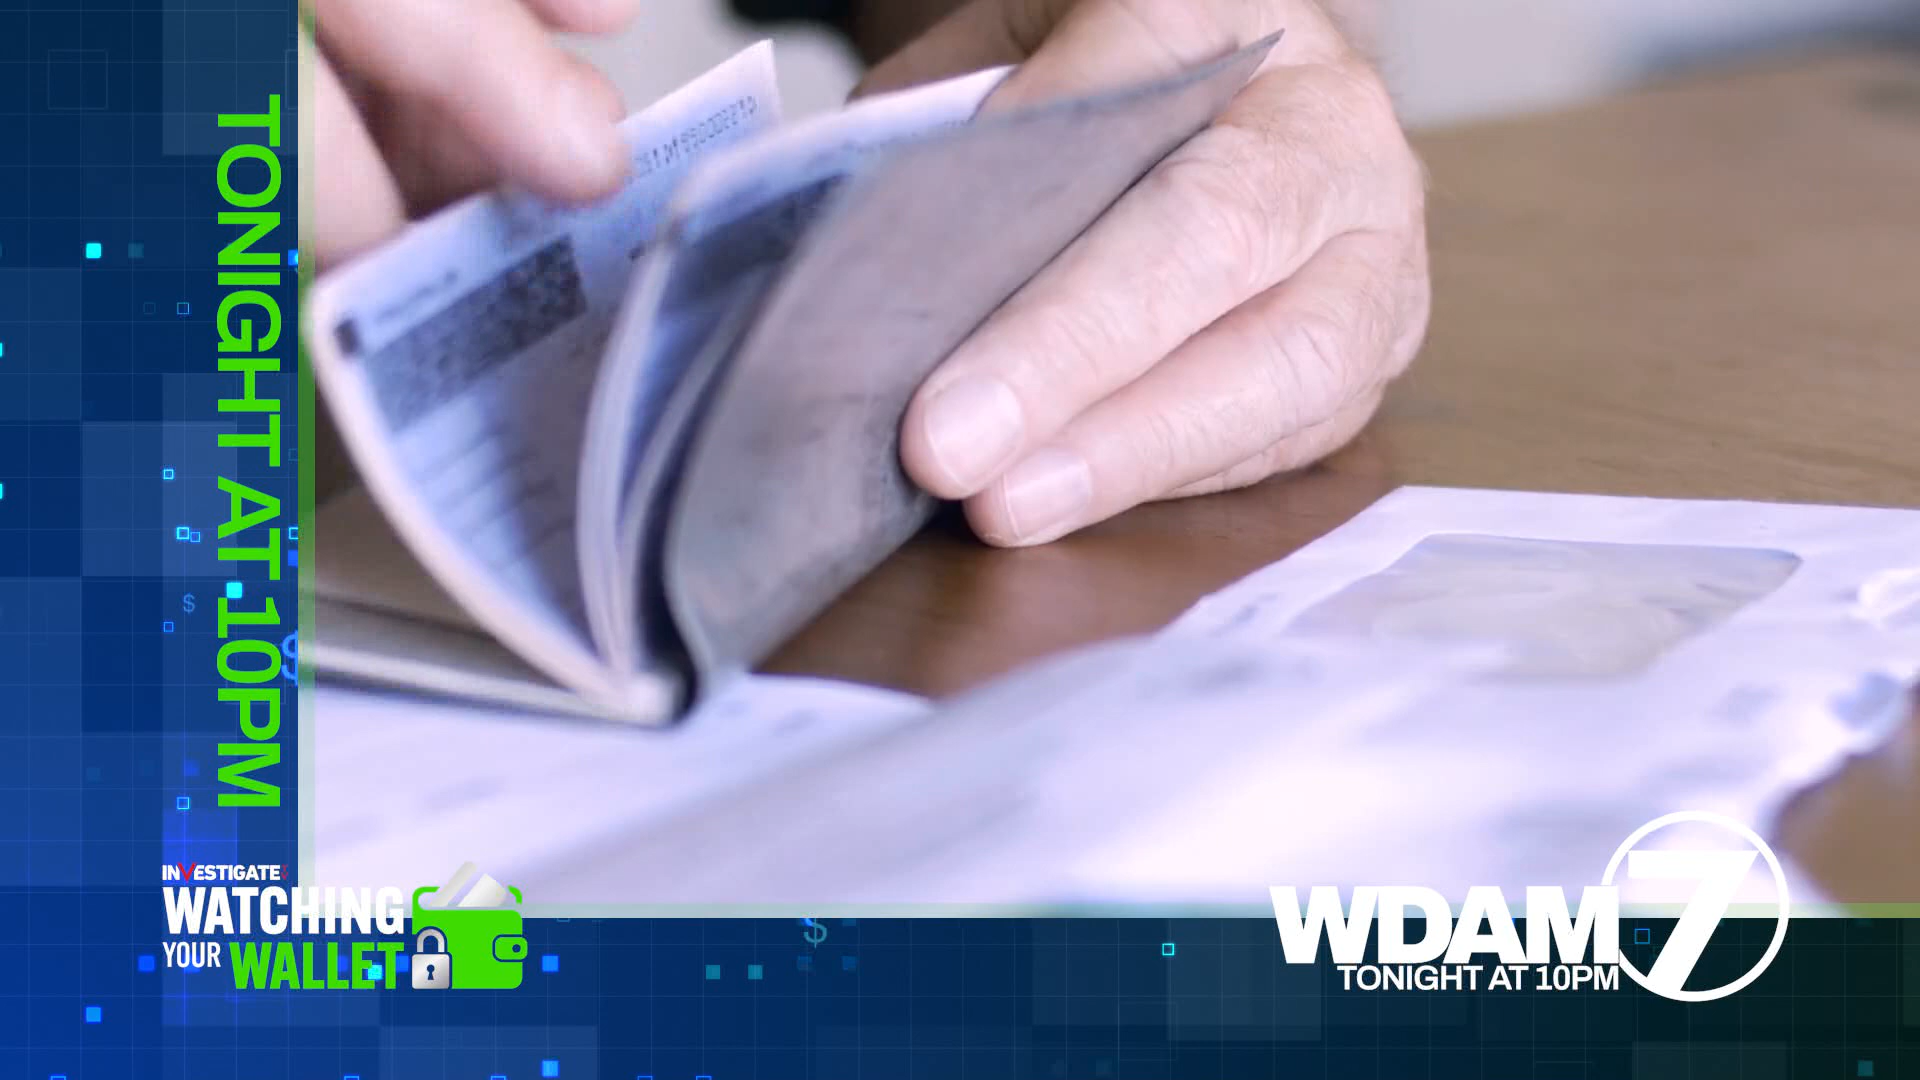 TONIGHT AT 10PM
INVESTIGATE
WATCHING
YOUR WALLET
WDAM 7
TONIGHT AT 10PM